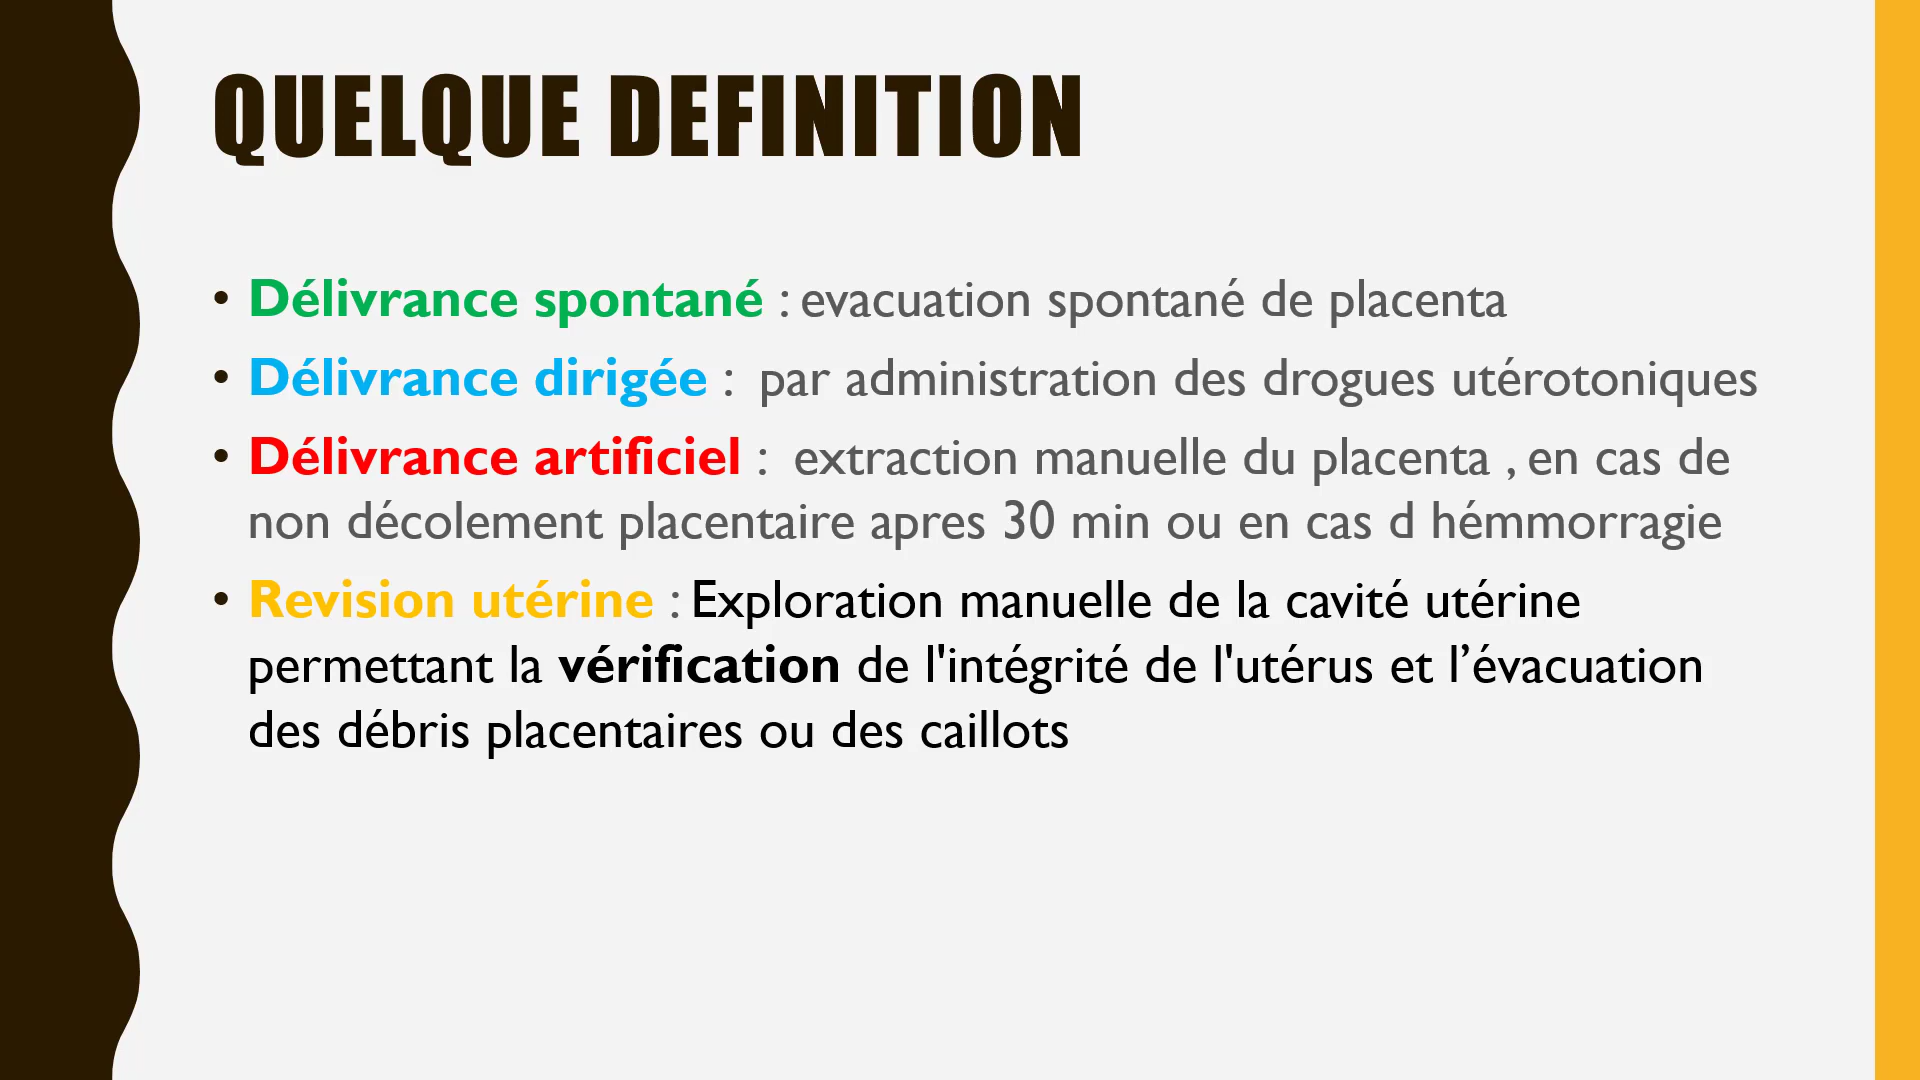 QUELQUE DEFINITION
• Délivrance spontané : evacuation spontané de placenta
• Délivrance dirigée :  par administration des drogues utérotoniques
• Délivrance artificiel :  extraction manuelle du placenta , en cas de
non décolement placentaire apres 30 min ou en cas d hémmorragie
• Revision utérine : Exploration manuelle de la cavité utérine
permettant la vérification de l'intégrité de l'utérus et l’évacuation
des débris placentaires ou des caillots